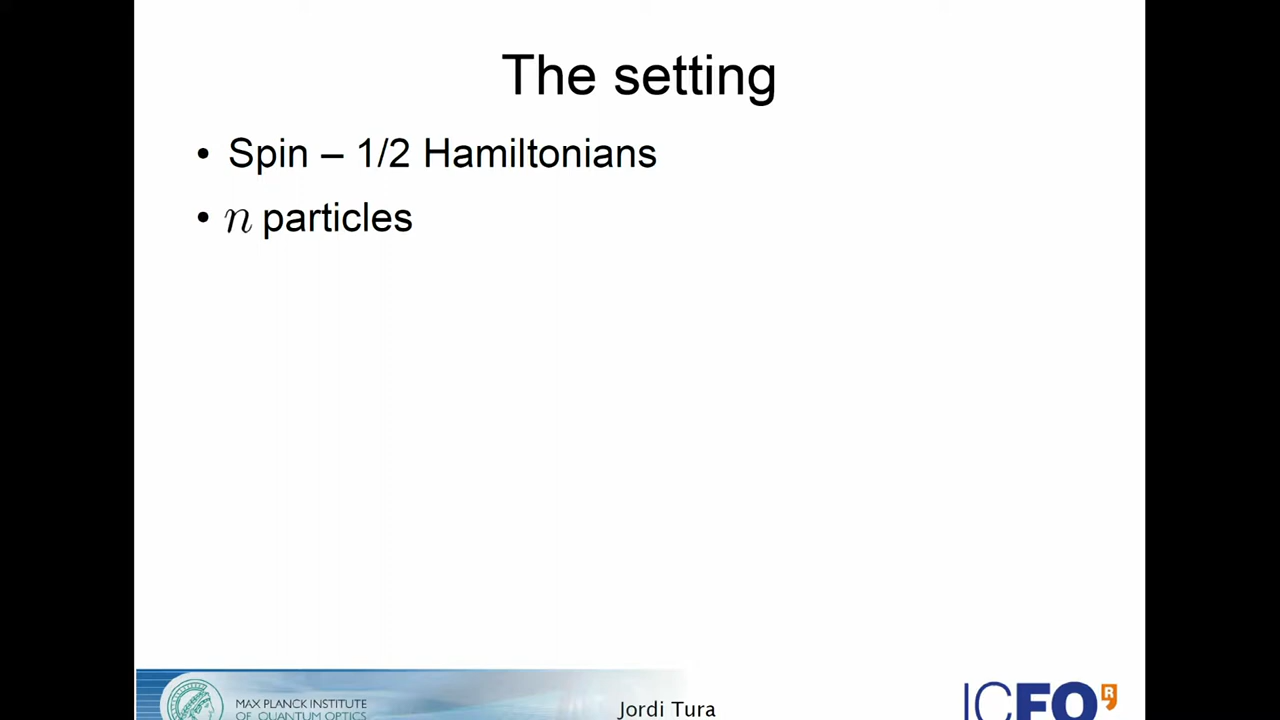 The setting
• Spin – 1/2 Hamiltonians
• n particles
MAX PLANCK INSTITUTE
OF QUANTUM OPTICS
Jordi Tura
ICFO R